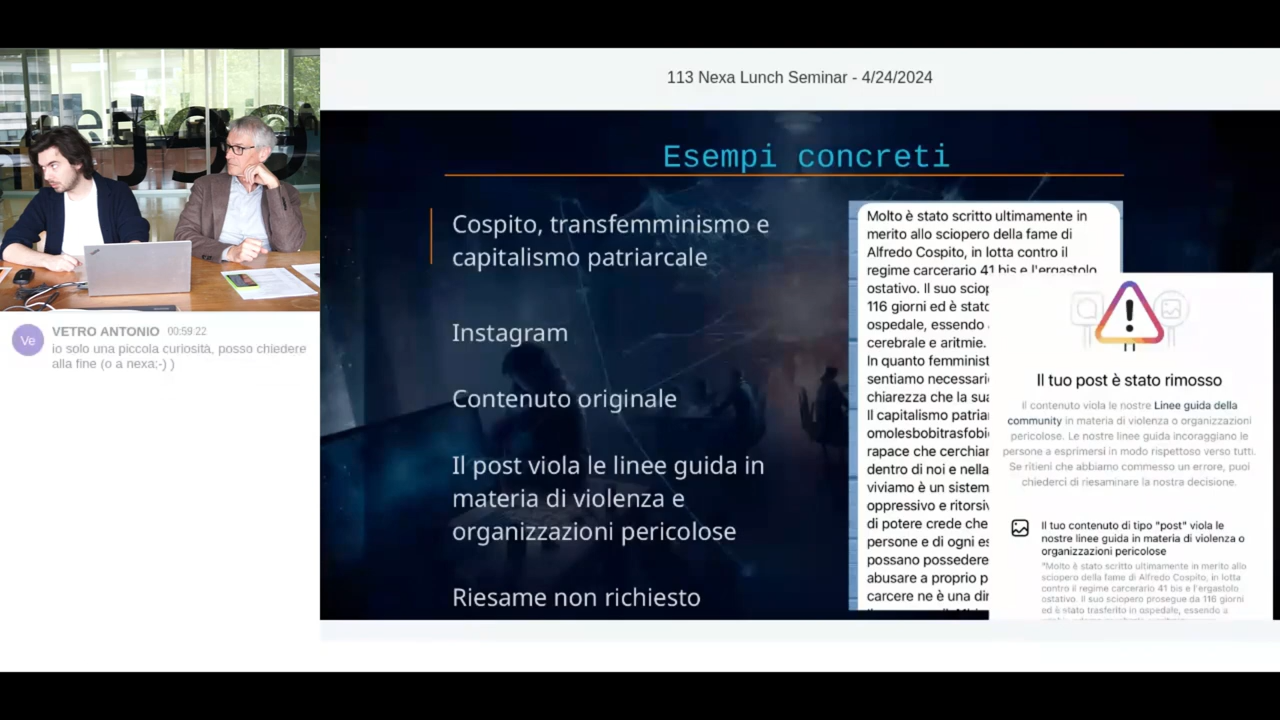 113 Nexa Lunch Seminar - 4/24/2024
VETRO ANTONIO 00:59:22
Ve
io solo una piccola curiosità, posso chiedere
alla fine (o a nexa;-) )
Esempi concreti
Cospito, transfemminismo e
capitalismo patriarcale
Instagram
Contenuto originale
Il post viola le linee guida in
materia di violenza e
organizzazioni pericolose
Riesame non richiesto
Molto è stato scritto ultimamente in
merito allo sciopero della fame di
Alfredo Cospito, in lotta contro il
regime carcerario 41 bis e l'ergastolo
ostativo. Il suo sciop
116 giorni ed è stato
ospedale, essendo
cerebrale e aritmie.
In quanto femminist
sentiamo necessari
chiarezza che la sua
Il capitalismo patriar
omolesbobitrasfobi
rapace che cerchiar
dentro di noi e nella
viviamo è un sistem
oppressivo e ritorsiv
di potere crede che
persone e di ogni es
possano possedere
abusare a proprio p
carcere ne è una dir
Il tuo post è stato rimosso
Il contenuto viola le nostre Linee guida della
community in materia di violenza o organizzazioni
pericolose. Le nostre linee guida incoraggiano le
persone a esprimersi in modo rispettoso verso tutti.
Se ritieni che abbiamo commesso un errore, puoi
chiederci di riesaminare la nostra decisione.
Il tuo contenuto di tipo "post" viola le
nostre linee guida in materia di violenza o
organizzazioni pericolose
"Molto è stato scritto ultimamente in merito allo
sciopero della fame di Alfredo Cospito, in lotta
contro il regime carcerario 41 bis e l'ergastolo
ostativo. Il suo sciopero prosegue da 116 giorni
ed è stato trasferito in ospedale, essendo a